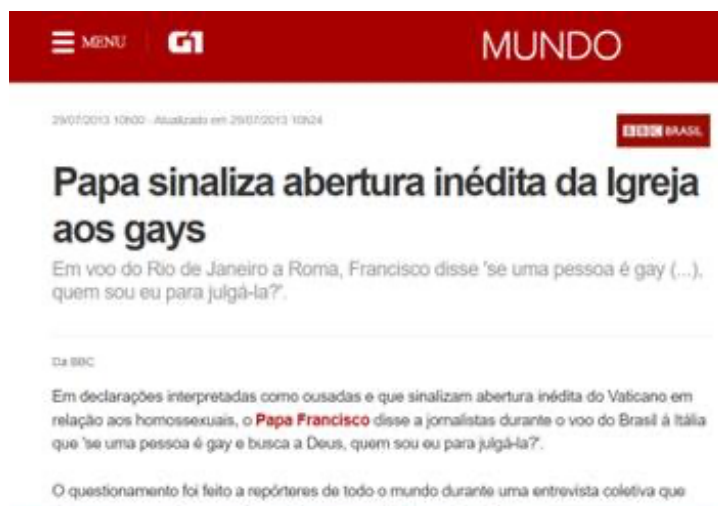 MENU G1 MUNDO
29/07/2013 10h00 - Atualizado em 29/07/2013 10h24
BBC BRASIL
Papa sinaliza abertura inédita da Igreja
aos gays
Em voo do Rio de Janeiro a Roma, Francisco disse 'se uma pessoa é gay (...),
quem sou eu para julgá-la?'.
Da BBC
Em declarações interpretadas como ousadas e que sinalizam abertura inédita do Vaticano em
relação aos homossexuais, o Papa Francisco disse a jornalistas durante o voo do Brasil à Itália
que 'se uma pessoa é gay e busca a Deus, quem sou eu para julgá-la?'.
O questionamento foi feito a repórteres de todo o mundo durante uma entrevista coletiva que